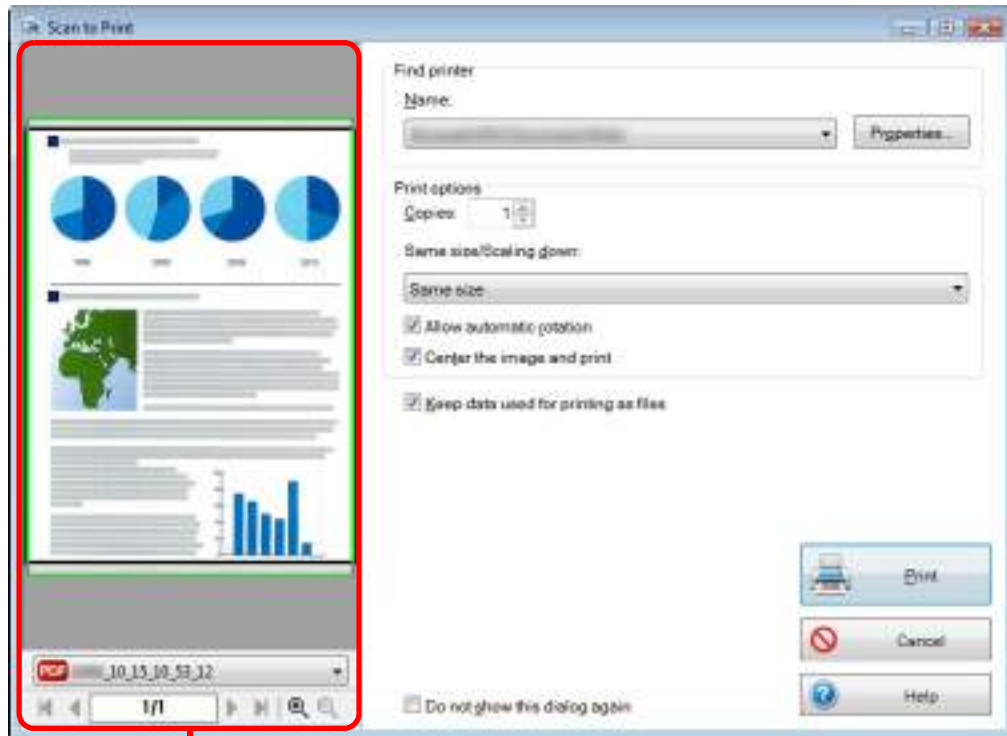 Scan to Print
Find printer
Name:
Properties...
Print options
Copies:
1
Same size/Scaling down:
Same size
Allow automatic rotation
Center the image and print
Keep data used for printing as files
Print
Cancel
PDF _10_15_10_53_12
1/1
Do not show this dialog again
Help